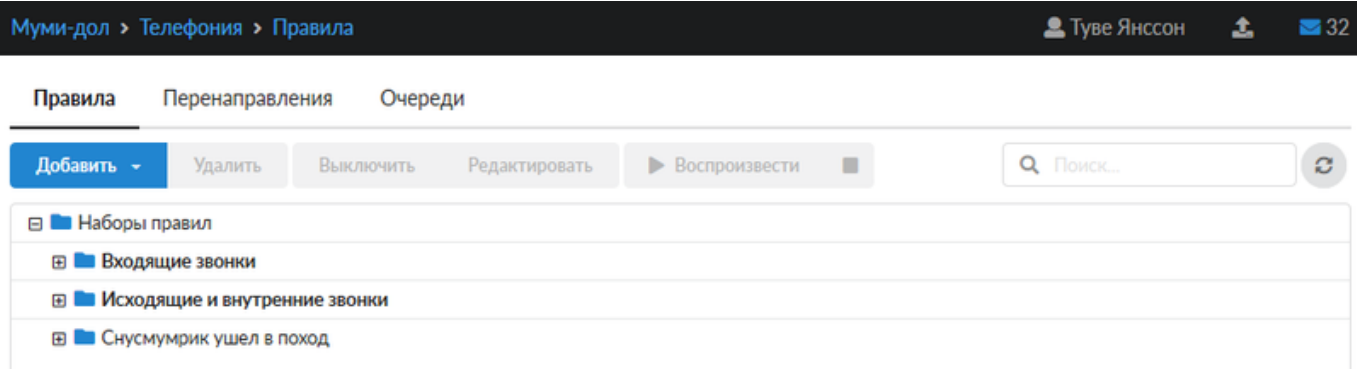 Муми-дол > Телефония > Правила Туве Янссон 32
Правила Перенаправления Очереди
Добавить Удалить Выключить Редактировать Воспроизвести Поиск...
Наборы правил
Входящие звонки
Исходящие и внутренние звонки
Снусмумрик ушел в поход